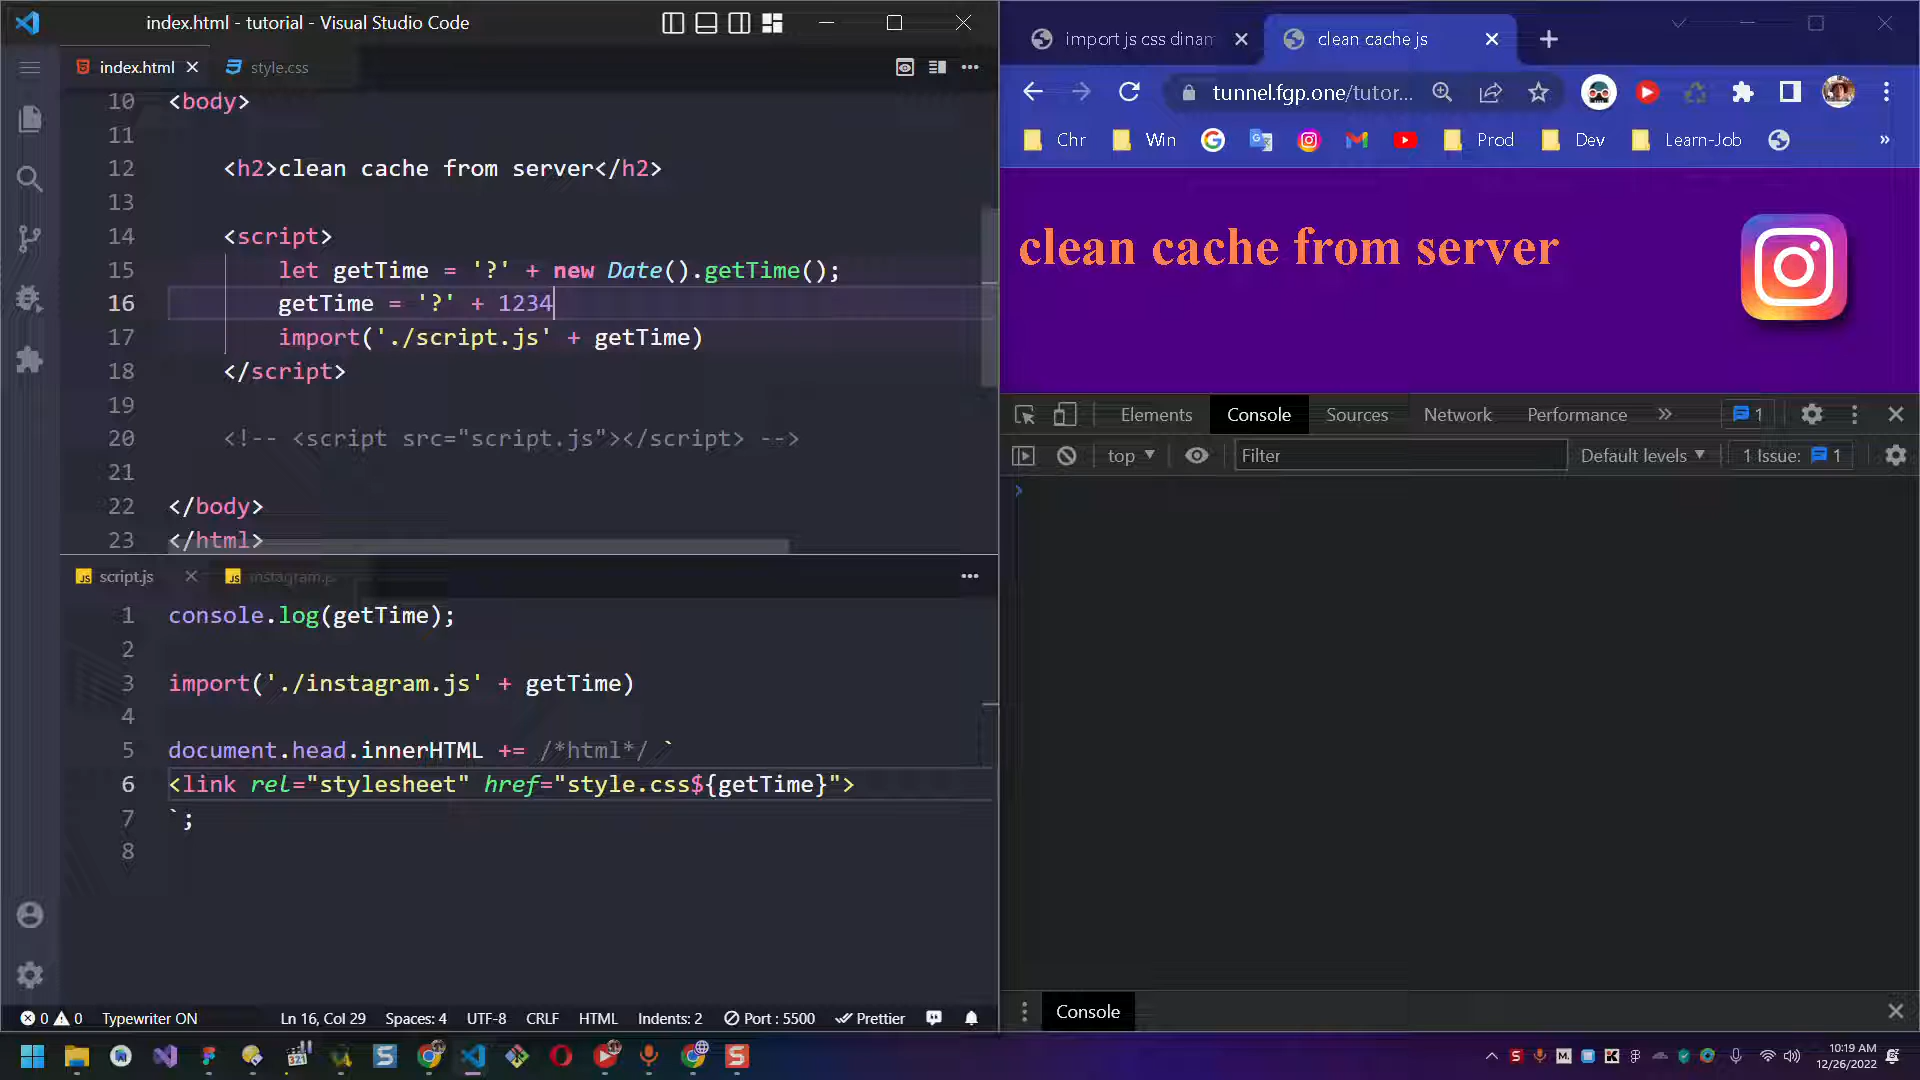 index.html - tutorial - Visual Studio Code
index.html
style.css
10 <body>
11
12 <h2>clean cache from server</h2>
13
14 <script>
15 let getTime = '?' + new Date().getTime();
16 getTime = '?' + 1234
17 import('./script.js' + getTime)
18 </script>
19
20 <!-- <script src="script.js"></script> -->
21
22 </body>
23 </html>
script.js
instagram.js
1 console.log(getTime);
2
3 import('./instagram.js' + getTime)
4
5 document.head.innerHTML += /*html*/ `
6 <link rel="stylesheet" href="style.css${getTime}">
7 `;
8
0 0 Typewriter ON Ln 16, Col 29 Spaces: 4 UTF-8 CRLF HTML Indents: 2 Port : 5500 Prettier
import js css dinam
clean cache js
tunnel.fgp.one/tutor...
Chr Win Prod Dev Learn-Job »
clean cache from server
Elements Console Sources Network Performance » 1
top Filter Default levels 1 Issue: 1
Console
321
10:19 AM
12/26/2022